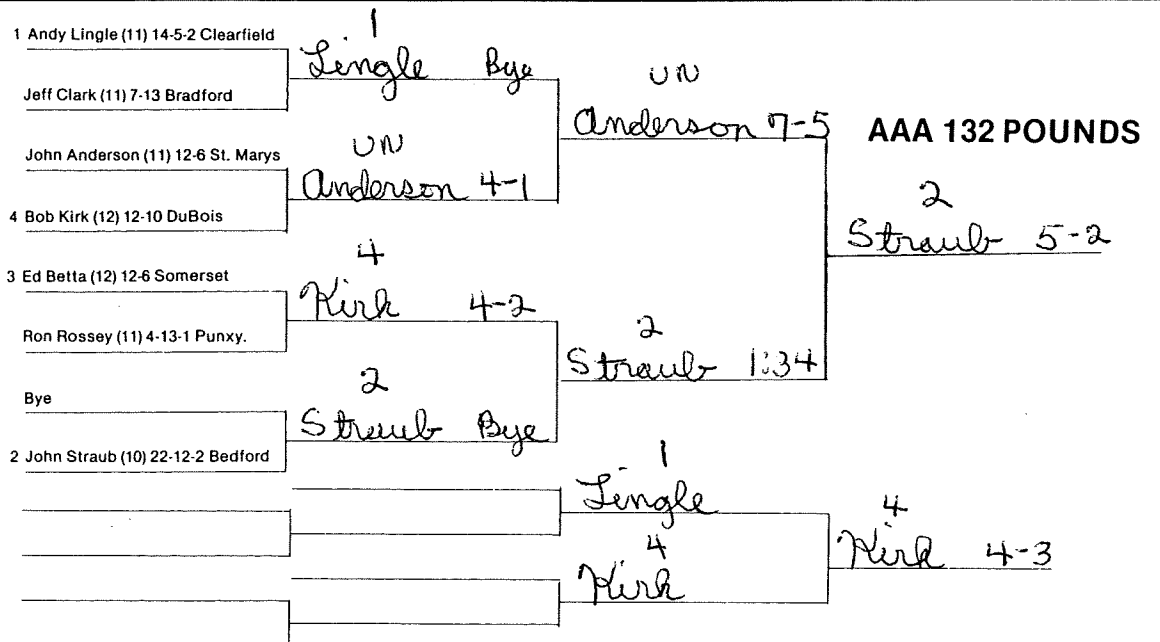 1 Andy Lingle (11) 14-5-2 Clearfield
Jeff Clark (11) 7-13 Bradford
John Anderson (11) 12-6 St. Marys
4 Bob Kirk (12) 12-10 DuBois
3 Ed Betta (12) 12-6 Somerset
Ron Rossey (11) 4-13-1 Punxy.
Bye
2 John Straub (10) 22-12-2 Bedford
1
Lingle Bye
UN
Anderson 4-1
4
Kirk 4-2
2
Straub Bye
UN
Anderson 7-5
2
Straub 1:34
1
Lingle
4
Kirk
AAA 132 POUNDS
2
Straub 5-2
4
Kirk 4-3